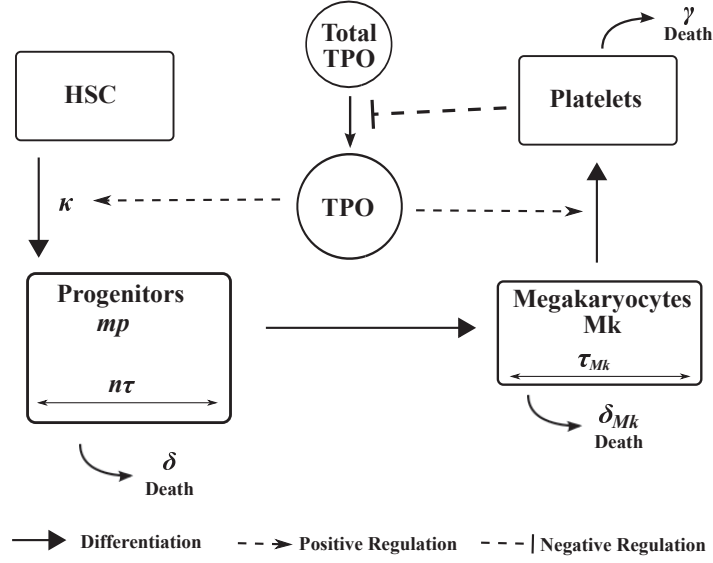 Total
TPO
γ
Death
HSC
Platelets
κ
TPO
Progenitors
mp
nτ
Megakaryocytes
Mk
τMk
δ
Death
δMk
Death
Differentiation
Positive Regulation
Negative Regulation